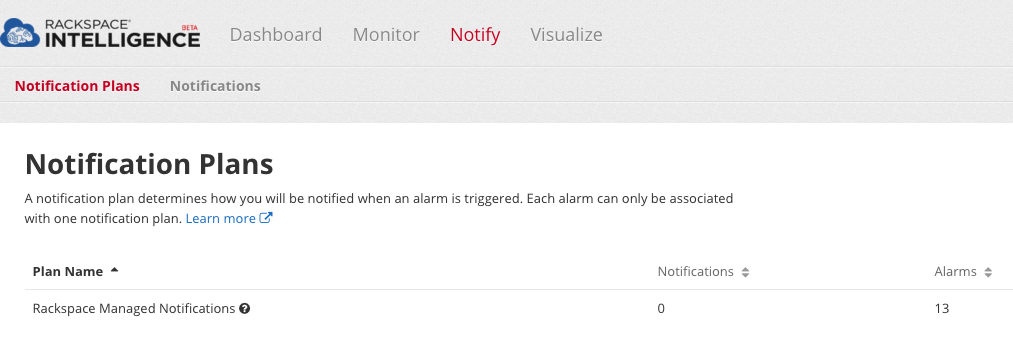 RACKSPACE®
INTELLIGENCE BETA
Dashboard Monitor Notify Visualize
Notification Plans Notifications
Notification Plans
A notification plan determines how you will be notified when an alarm is triggered. Each alarm can only be associated
with one notification plan. Learn more
Plan Name Notifications Alarms
Rackspace Managed Notifications ? 0 13